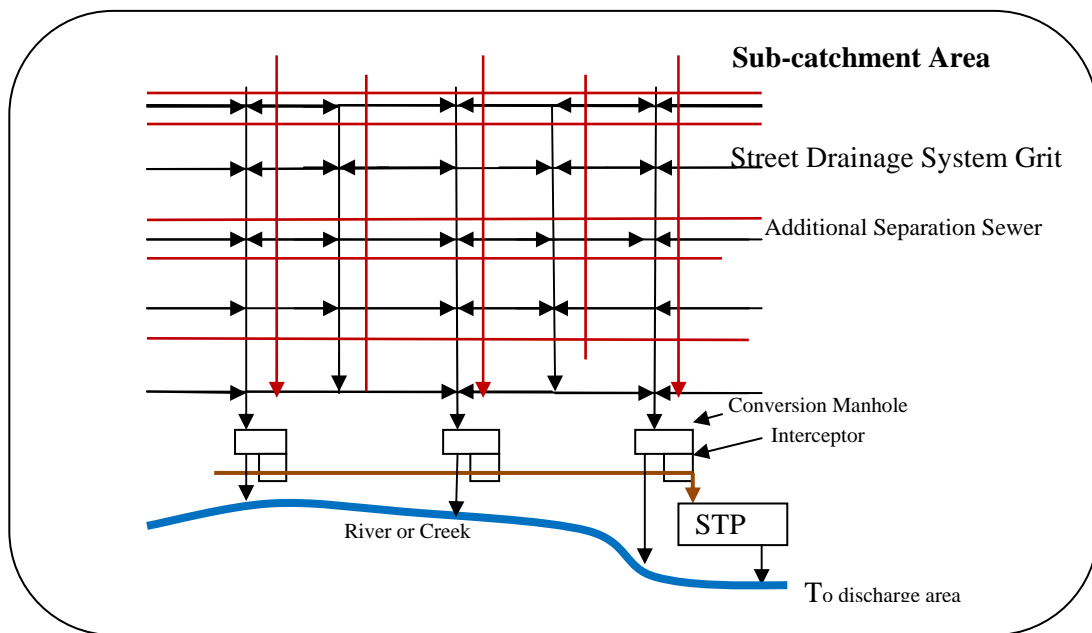 Sub-catchment Area
Street Drainage System Grit
Additional Separation Sewer
Conversion Manhole
Interceptor
STP
River or Creek
To discharge area